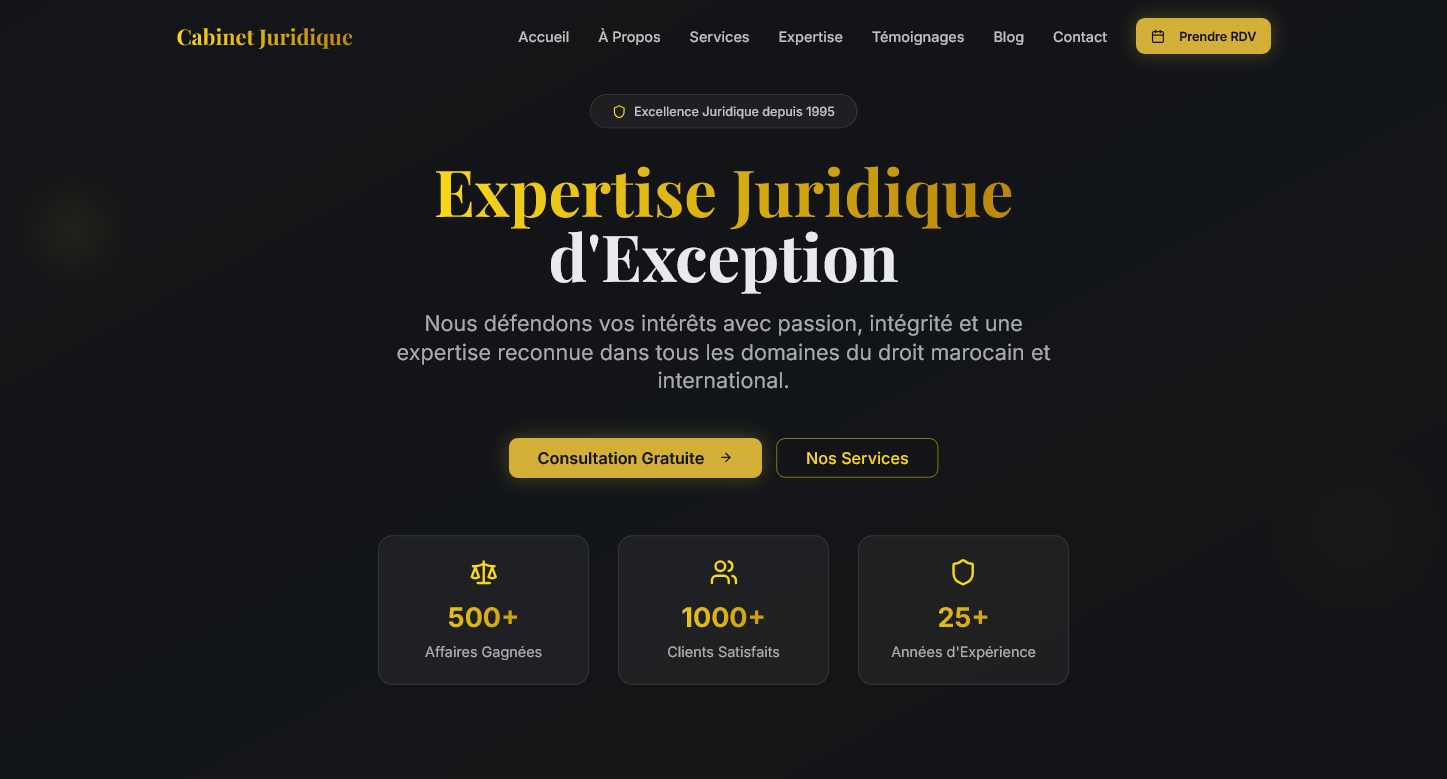 Cabinet Juridique
Accueil
À Propos
Services
Expertise
Témoignages
Blog
Contact
Prendre RDV
Excellence Juridique depuis 1995
Expertise Juridique
d'Exception
Nous défendons vos intérêts avec passion, intégrité et une
expertise reconnue dans tous les domaines du droit marocain et
international.
Consultation Gratuite
Nos Services
500+
Affaires Gagnées
1000+
Clients Satisfaits
25+
Années d'Expérience